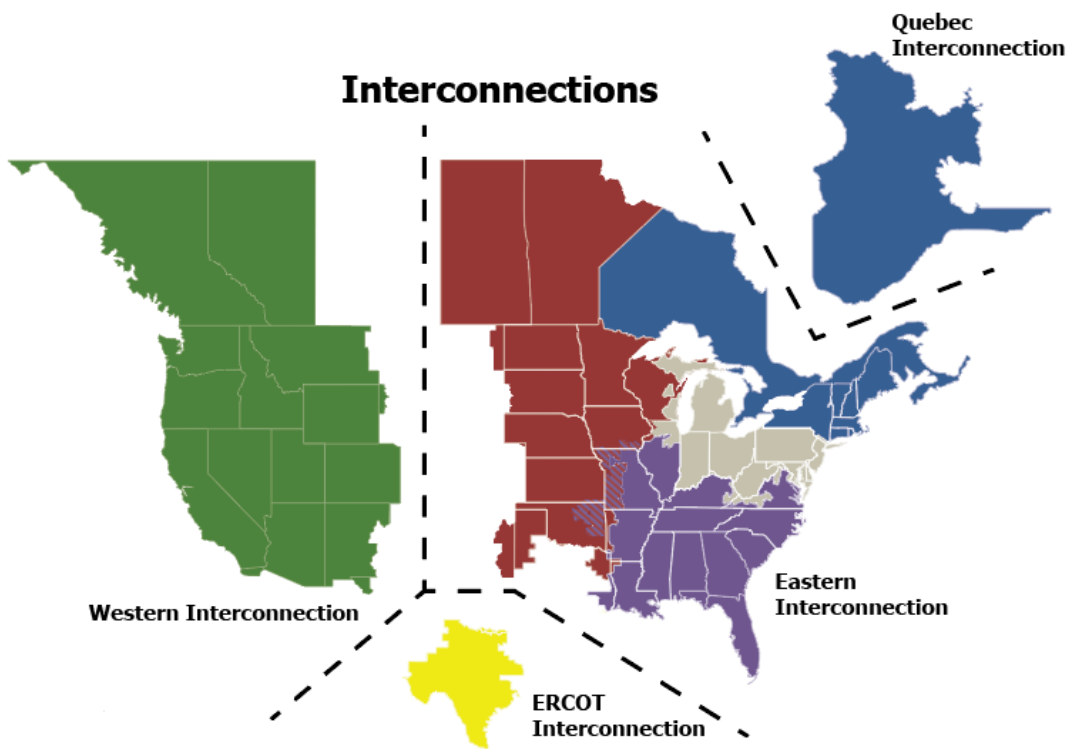 Quebec
Interconnection
Interconnections
Western Interconnection
Eastern
Interconnection
ERCOT
Interconnection